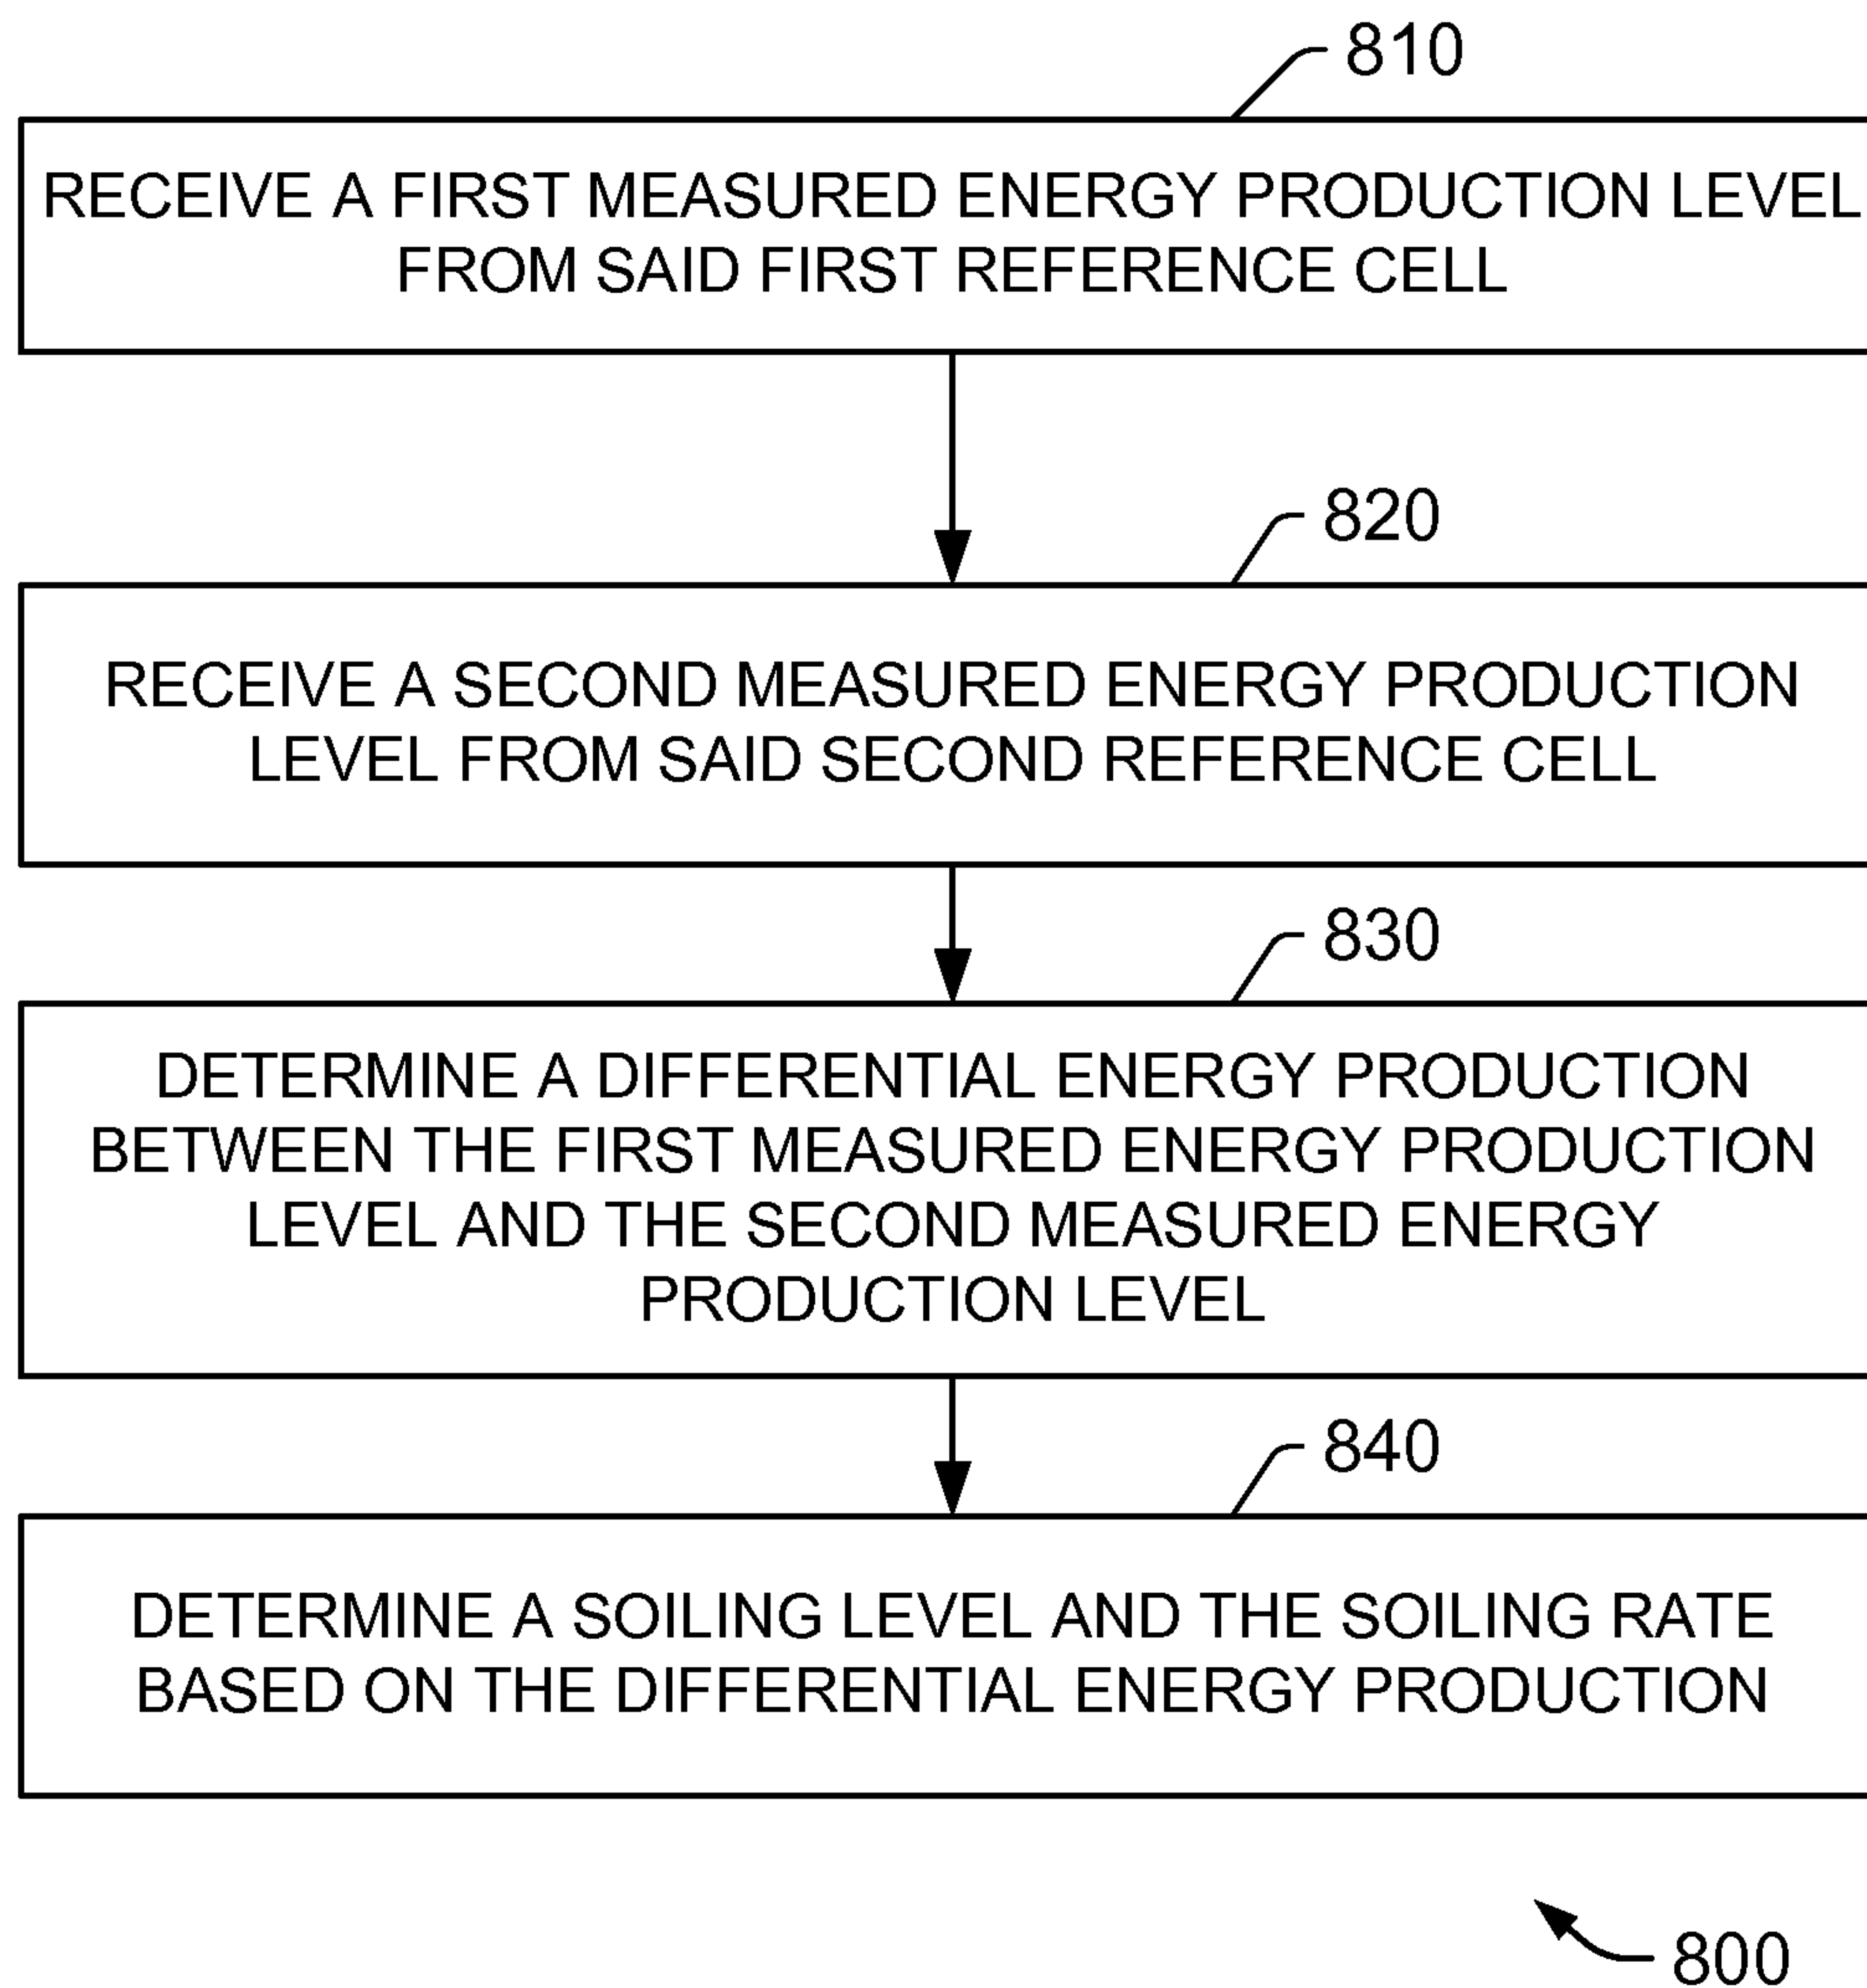 810
RECEIVE A FIRST MEASURED ENERGY PRODUCTION LEVEL
FROM SAID FIRST REFERENCE CELL
820
RECEIVE A SECOND MEASURED ENERGY PRODUCTION
LEVEL FROM SAID SECOND REFERENCE CELL
830
DETERMINE A DIFFERENTIAL ENERGY PRODUCTION
BETWEEN THE FIRST MEASURED ENERGY PRODUCTION
LEVEL AND THE SECOND MEASURED ENERGY
PRODUCTION LEVEL
840
DETERMINE A SOILING LEVEL AND THE SOILING RATE
BASED ON THE DIFFERENTIAL ENERGY PRODUCTION
800